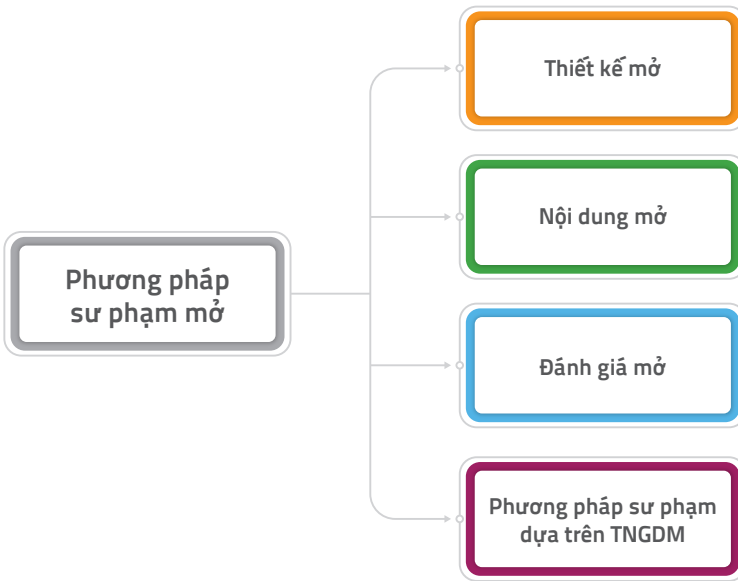 Thiết kế mở
Nội dung mở
Phương pháp
sư phạm mở
Đánh giá mở
Phương pháp sư phạm
dựa trên TNGDM